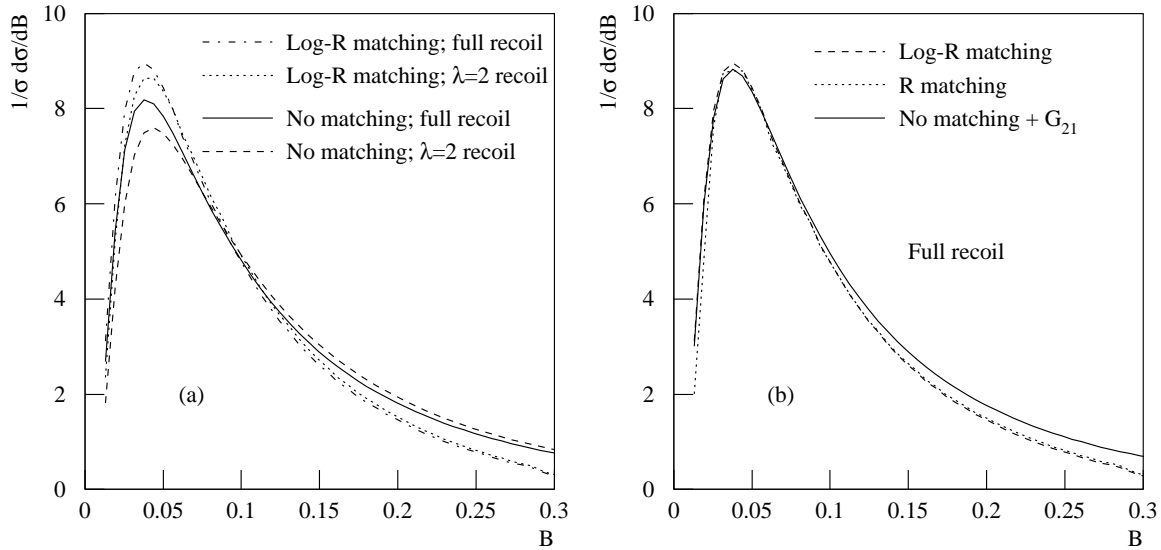 1/σ dσ/dB
10
8
6
4
2
0
Log-R matching; full recoil
Log-R matching; λ=2 recoil
No matching; full recoil
No matching; λ=2 recoil
(a)
0 0.05 0.1 0.15 0.2 0.25 0.3
B
1/σ dσ/dB
10
8
6
4
2
0
Log-R matching
R matching
No matching + G₂₁
Full recoil
(b)
0 0.05 0.1 0.15 0.2 0.25 0.3
B